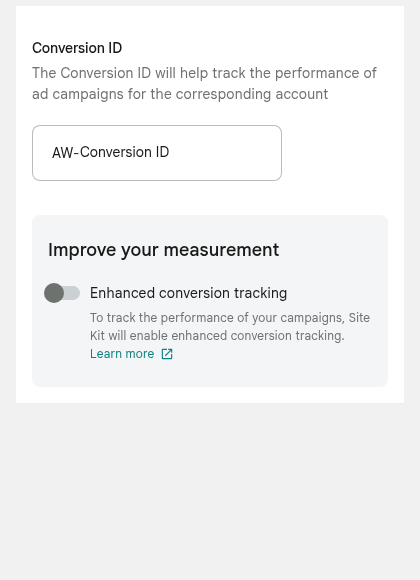 Conversion ID
The Conversion ID will help track the performance of
ad campaigns for the corresponding account
AW-Conversion ID
Improve your measurement
Enhanced conversion tracking
To track the performance of your campaigns, Site
Kit will enable enhanced conversion tracking.
Learn more